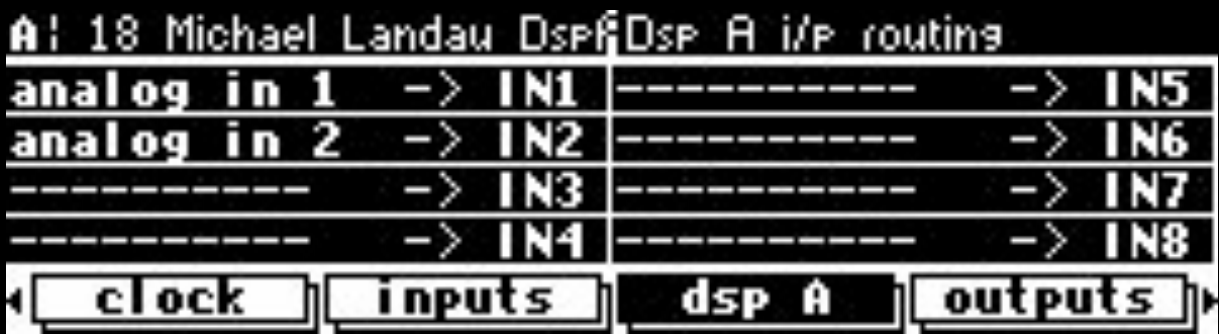 A: 18 Michael Landau Dsp Dsp A i/p routing
analog in 1 -> IN1 ---------- -> IN5
analog in 2 -> IN2 ---------- -> IN6
---------- -> IN3 ---------- -> IN7
---------- -> IN4 ---------- -> IN8
clock inputs dsp A outputs